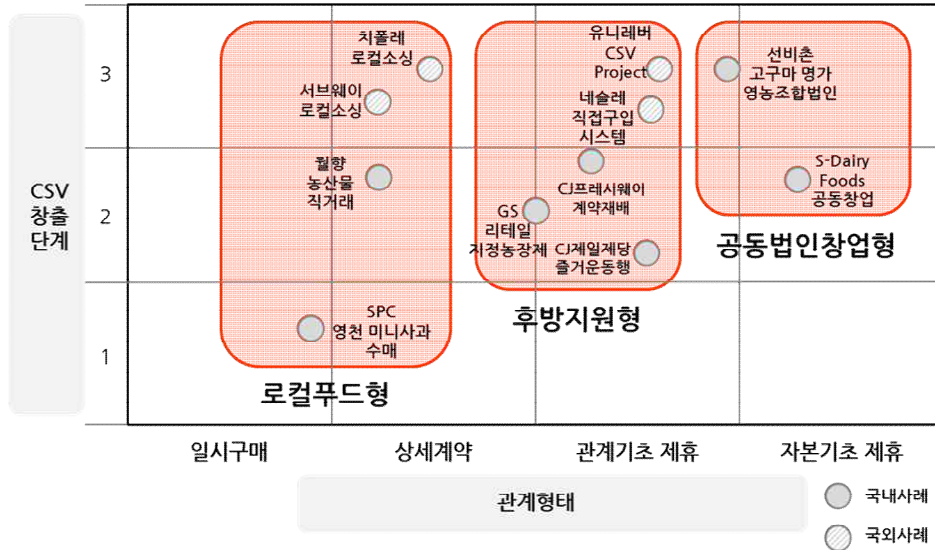 CSV
창출
단계
3
2
1
치폴레
로컬소싱
서브웨이
로컬소싱
월향
농산물
직거래
SPC
영천 미니사과
수매
로컬푸드형
유니레버
CSV
Project
네슬레
직접구입
시스템
CJ프레시웨이
계약재배
GS
리테일
지정농장제
CJ제일제당
즐거운동행
후방지원형
선비촌
고구마 명가
영농조합법인
S-Dairy
Foods
공동창업
공동법인창업형
일시구매
상세계약
관계기초 제휴
자본기초 제휴
관계형태
국내사례
국외사례